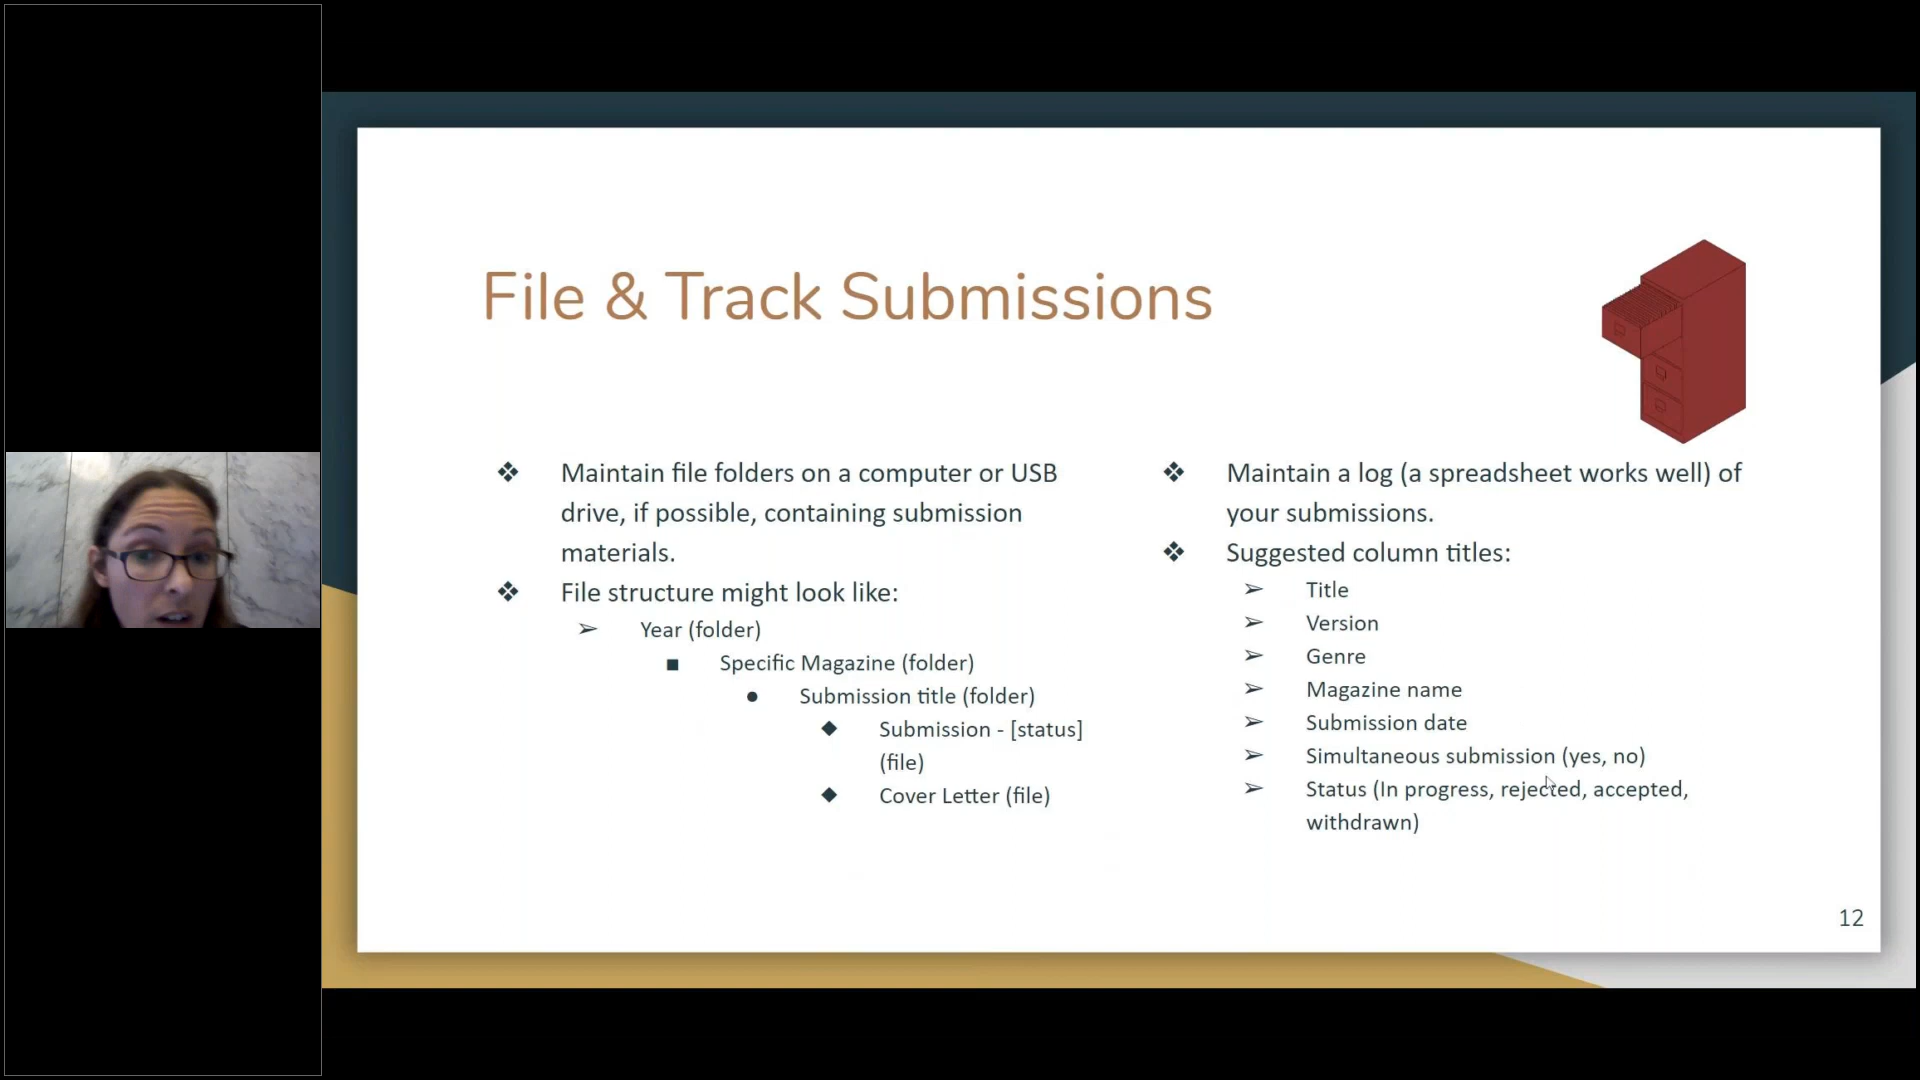 File & Track Submissions
❖ Maintain file folders on a computer or USB
drive, if possible, containing submission
materials.
❖ File structure might look like:
➢ Year (folder)
■ Specific Magazine (folder)
● Submission title (folder)
◆ Submission - [status]
(file)
◆ Cover Letter (file)
❖ Maintain a log (a spreadsheet works well) of
your submissions.
❖ Suggested column titles:
➢ Title
➢ Version
➢ Genre
➢ Magazine name
➢ Submission date
➢ Simultaneous submission (yes, no)
➢ Status (In progress, rejected, accepted,
withdrawn)
12